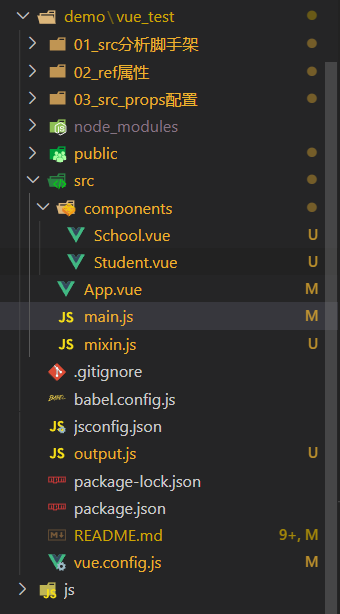 demo\vue_test
01_src分析脚手架
02_ref属性
03_src_props配置
node_modules
public
src
components
School.vue U
Student.vue U
App.vue M
JS main.js M
JS mixin.js U
.gitignore
BABEL babel.config.js
JS jsconfig.json
JS output.js U
package-lock.json
package.json
README.md 9+, M
vue.config.js M
JS js